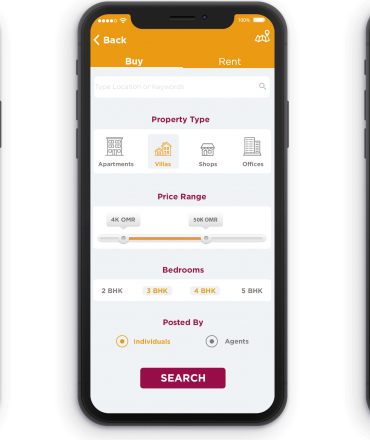 100%
Back
Buy Rent
Type Location or Keywords
Property Type
Apartments Villas Shops Offices
Price Range
4K OMR 50K OMR
Bedrooms
2 BHK 3 BHK 4 BHK 5 BHK
Posted By
Individuals Agents
SEARCH